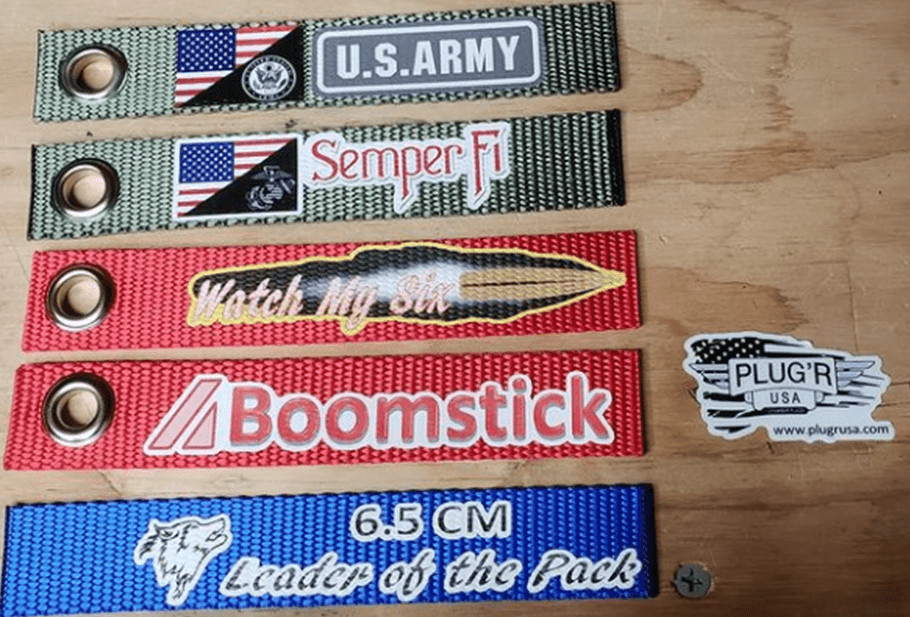 U.S.ARMY
Semper Fi
Watch My Six
Boomstick
6.5 CM
Leader of the Pack
PLUG'R
USA
www.plugrusa.com